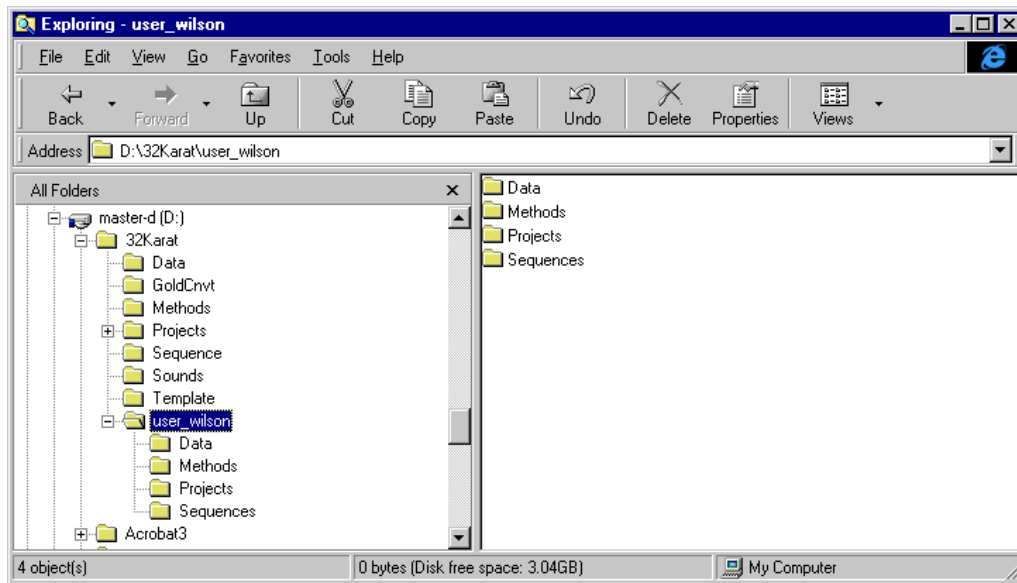 Exploring - user_wilson
File Edit View Go Favorites Tools Help
Back Forward Up Cut Copy Paste Undo Delete Properties Views
Address D:\32Karat\user_wilson
All Folders
master-d (D:)
32Karat
Data
GoldCnvt
Methods
Projects
Sequence
Sounds
Template
user_wilson
Data
Methods
Projects
Sequences
Acrobat3
Data
Methods
Projects
Sequences
4 object(s) 0 bytes (Disk free space: 3.04GB) My Computer